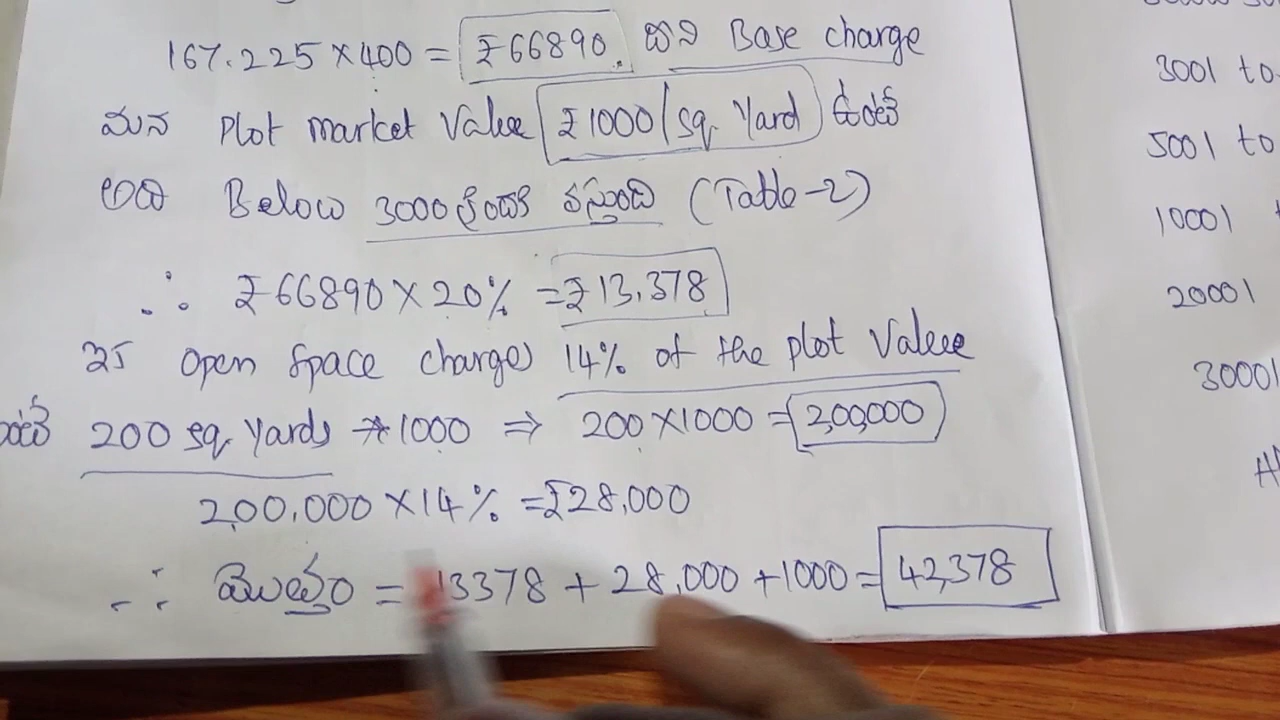 167.225 × 400 = ₹66890. ఇది Base charge
మన Plot market Value ₹1000/sq. Yard ఉంటే
అది Below 3000 క్రిందికి వస్తుంది (Table-2)
∴ ₹66890 × 20% = ₹13,378
ఇక open space charges 14% of the plot Value
అంటే 200 sq. Yards × 1000 ⇒ 200 × 1000 = 2,00,000
2,00,000 × 14% = ₹28,000
∴ మొత్తం = 13378 + 28,000 + 1000 = 42,378
3001 to
5001 to
10001
20001
30001